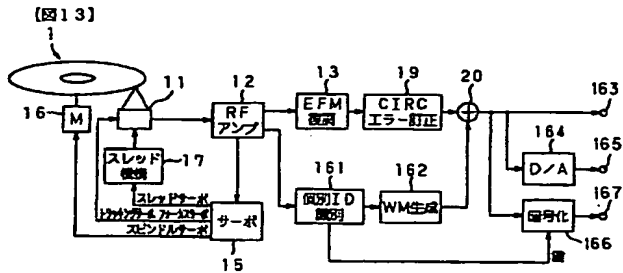 【図13】
1
11
12
13
19
20
16
M
RF
アンプ
EFM
復調
CIRC
エラー訂正
163
スレッド
機構
17
164
165
D/A
161
162
個別ID
識別
WM生成
167
暗号化
166
スレッドサーボ
トラッキングサーボ フォーカスサーボ
スピンドルサーボ
サーボ
15
鍵